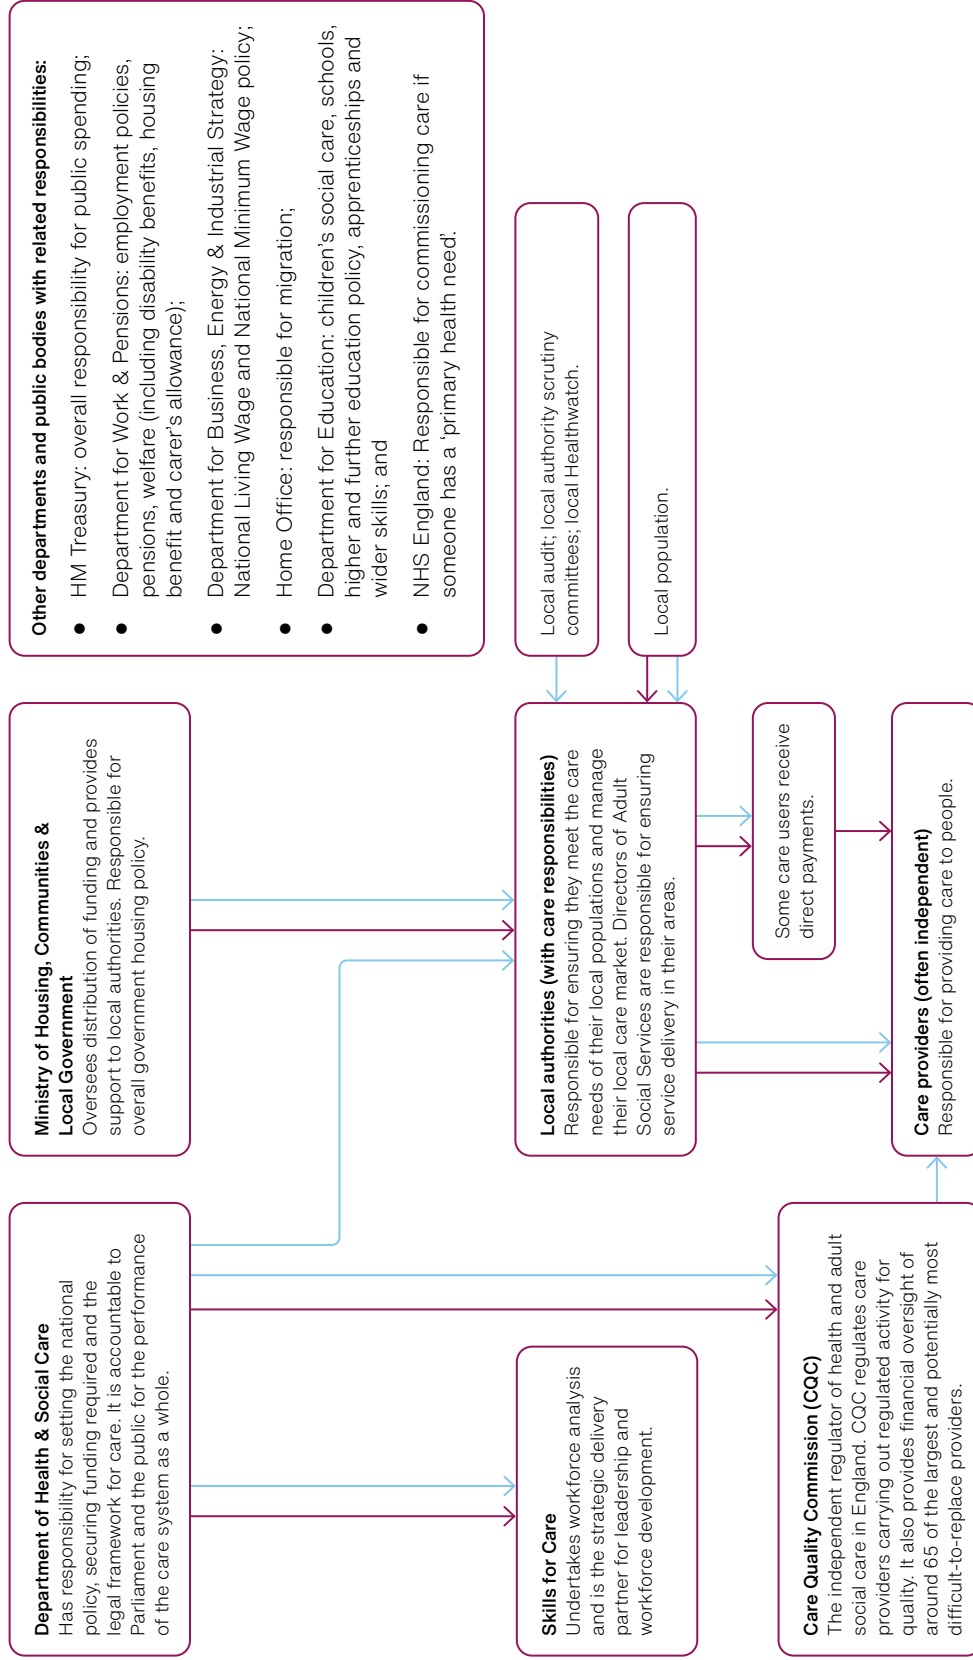 Department of Health & Social Care
Has responsibility for setting the national
policy, securing funding required and the
legal framework for care. It is accountable to
Parliament and the public for the performance
of the care system as a whole.
Ministry of Housing, Communities &
Local Government
Oversees distribution of funding and provides
support to local authorities. Responsible for
overall government housing policy.
Other departments and public bodies with related responsibilities:
● HM Treasury: overall responsibility for public spending;
● Department for Work & Pensions: employment policies,
pensions, welfare (including disability benefits, housing
benefit and carer's allowance);
● Department for Business, Energy & Industrial Strategy:
National Living Wage and National Minimum Wage policy;
● Home Office: responsible for migration;
● Department for Education: children's social care, schools,
higher and further education policy, apprenticeships and
wider skills; and
● NHS England: Responsible for commissioning care if
someone has a 'primary health need'.
Skills for Care
Undertakes workforce analysis
and is the strategic delivery
partner for leadership and
workforce development.
Local authorities (with care responsibilities)
Responsible for ensuring they meet the care
needs of their local populations and manage
their local care market. Directors of Adult
Social Services are responsible for ensuring
service delivery in their areas.
Local audit; local authority scrutiny
committees; local Healthwatch.
Local population.
Some care users receive
direct payments.
Care Quality Commission (CQC)
The independent regulator of health and adult
social care in England. CQC regulates care
providers carrying out regulated activity for
quality. It also provides financial oversight of
around 65 of the largest and potentially most
difficult-to-replace providers.
Care providers (often independent)
Responsible for providing care to people.